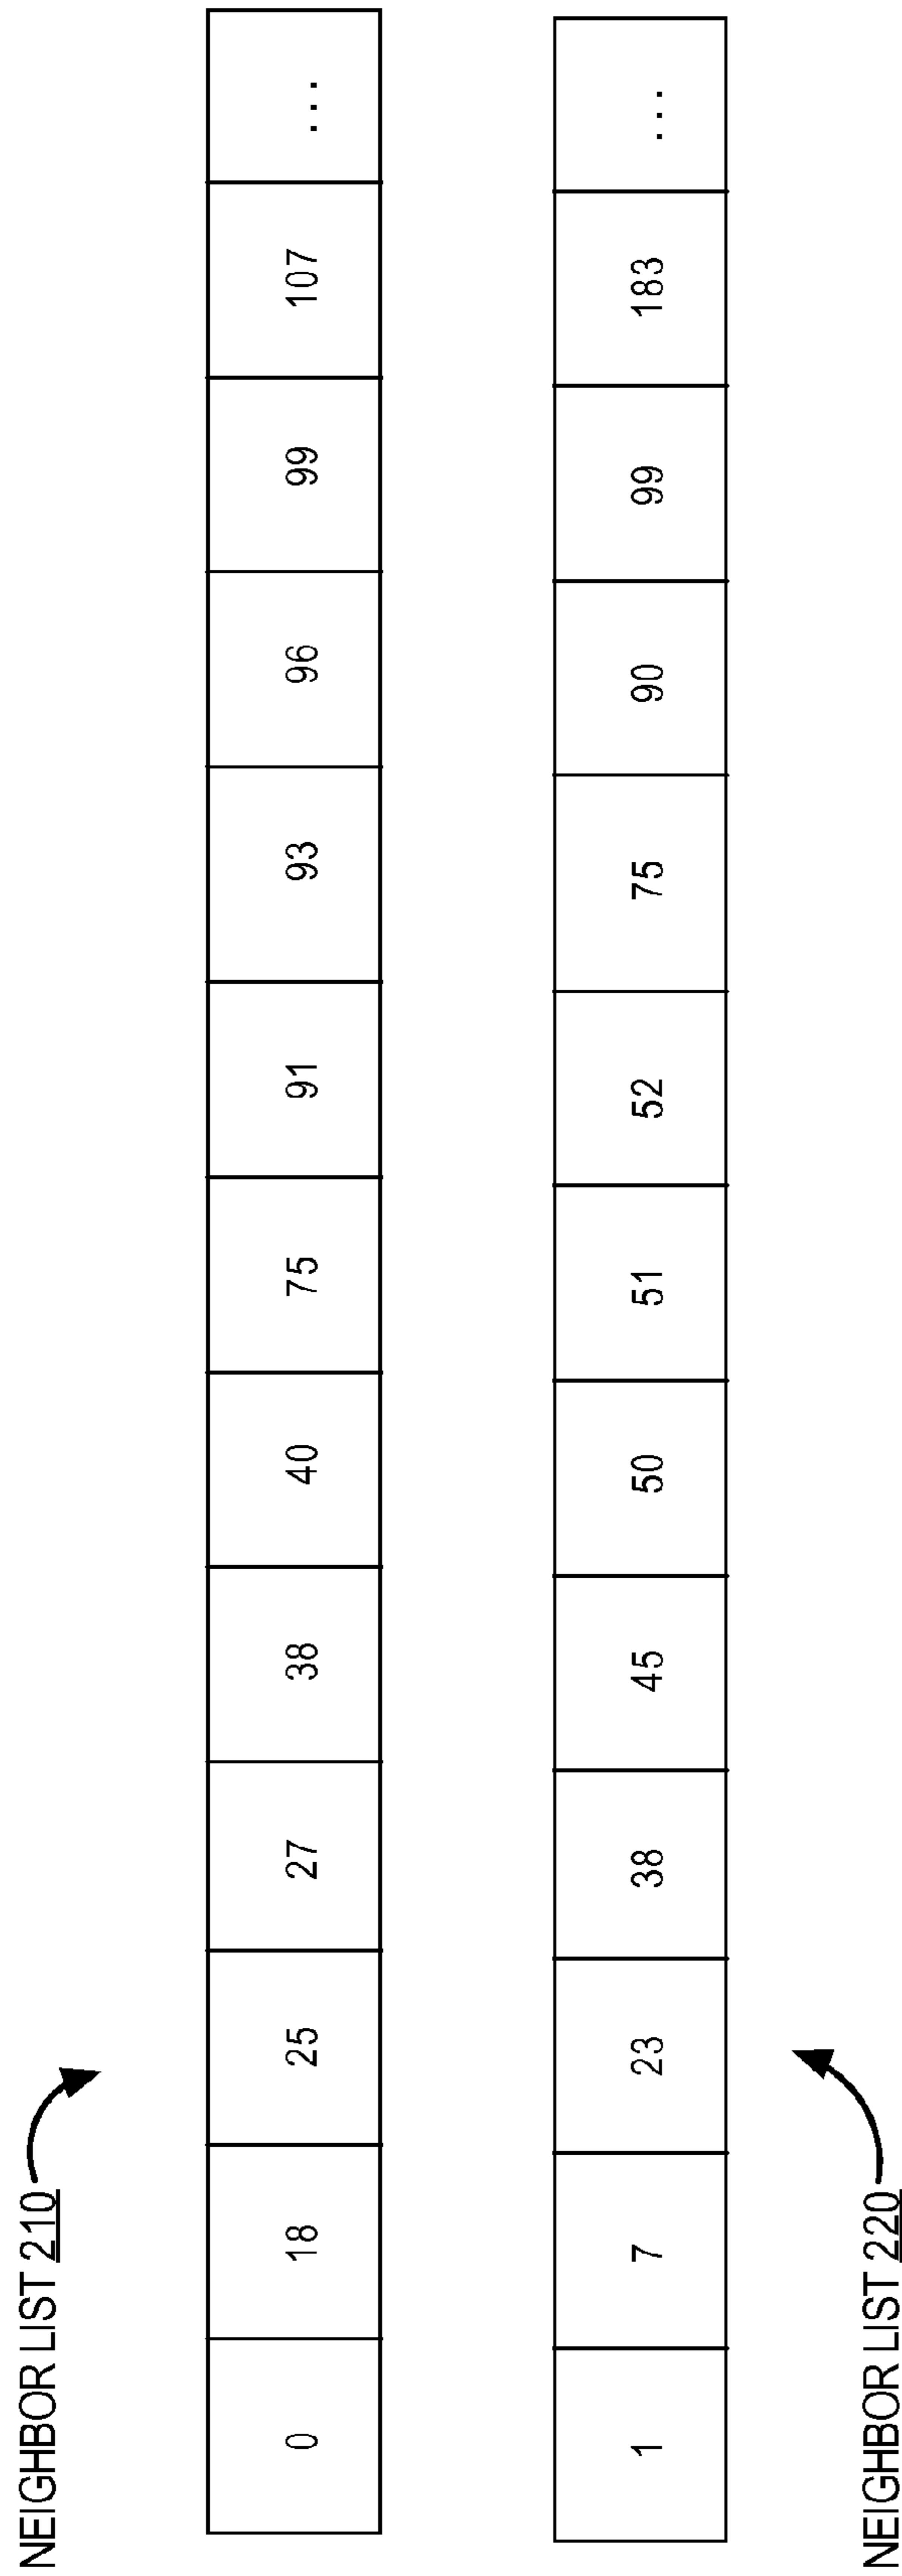 NEIGHBOR LIST 210
0 18 25 27 38 40 75 91 93 96 99 107 ...
1 7 23 38 45 50 51 52 75 90 99 183 ...
NEIGHBOR LIST 220